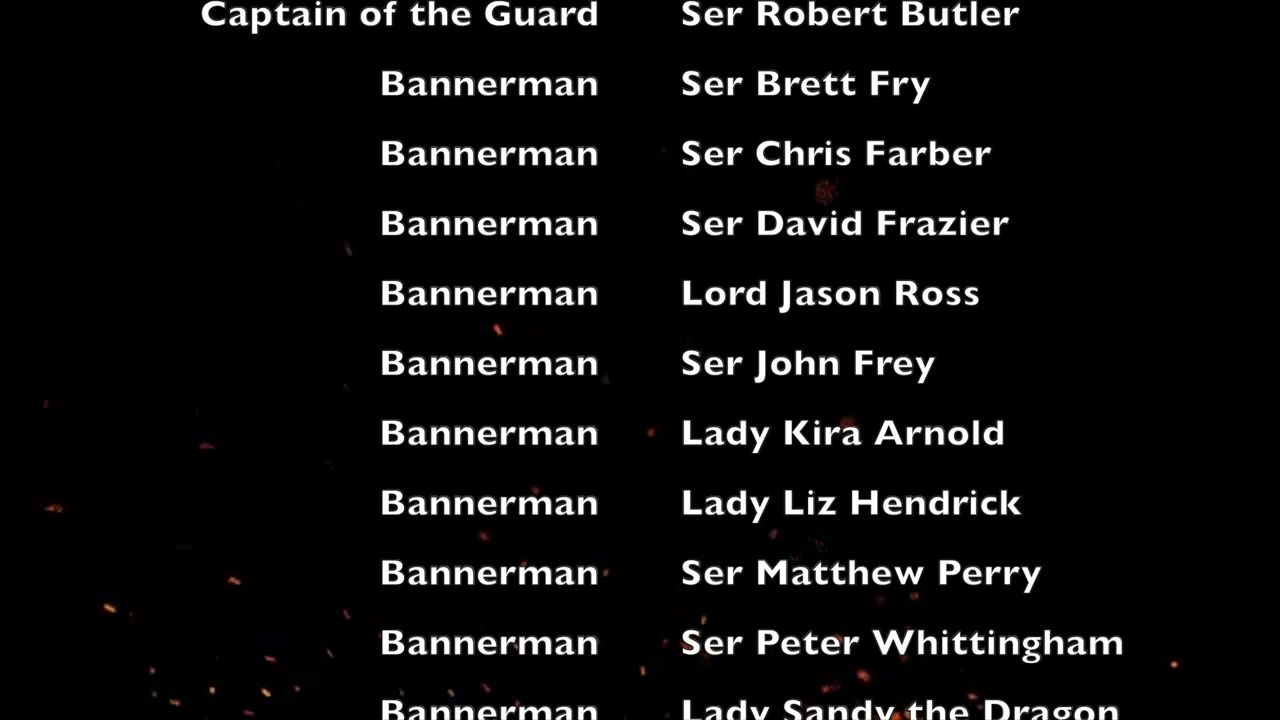 Captain of the Guard Ser Robert Butler
Bannerman Ser Brett Fry
Bannerman Ser Chris Farber
Bannerman Ser David Frazier
Bannerman Lord Jason Ross
Bannerman Ser John Frey
Bannerman Lady Kira Arnold
Bannerman Lady Liz Hendrick
Bannerman Ser Matthew Perry
Bannerman Ser Peter Whittingham
Bannerman Lady Sandy the Dragon